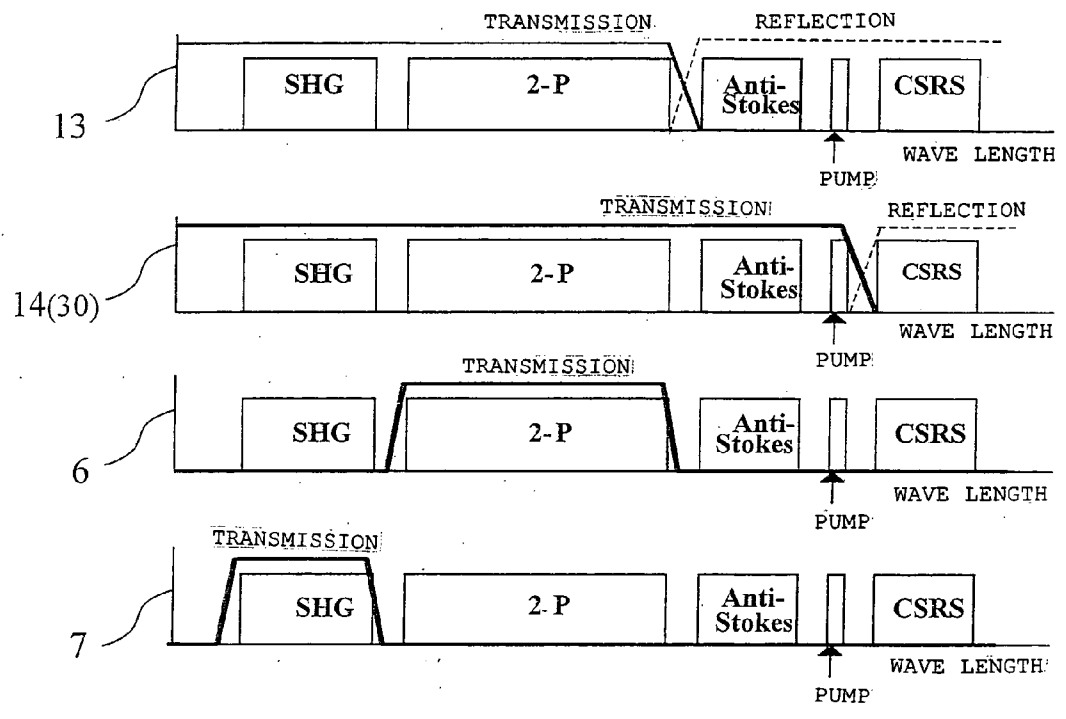 TRANSMISSION REFLECTION
SHG 2-P Anti-Stokes CSRS
13
WAVE LENGTH
PUMP
TRANSMISSION REFLECTION
SHG 2-P Anti-Stokes CSRS
14(30)
WAVE LENGTH
PUMP
TRANSMISSION
SHG 2-P Anti-Stokes CSRS
6
WAVE LENGTH
PUMP
TRANSMISSION
SHG 2-P Anti-Stokes CSRS
7
WAVE LENGTH
PUMP